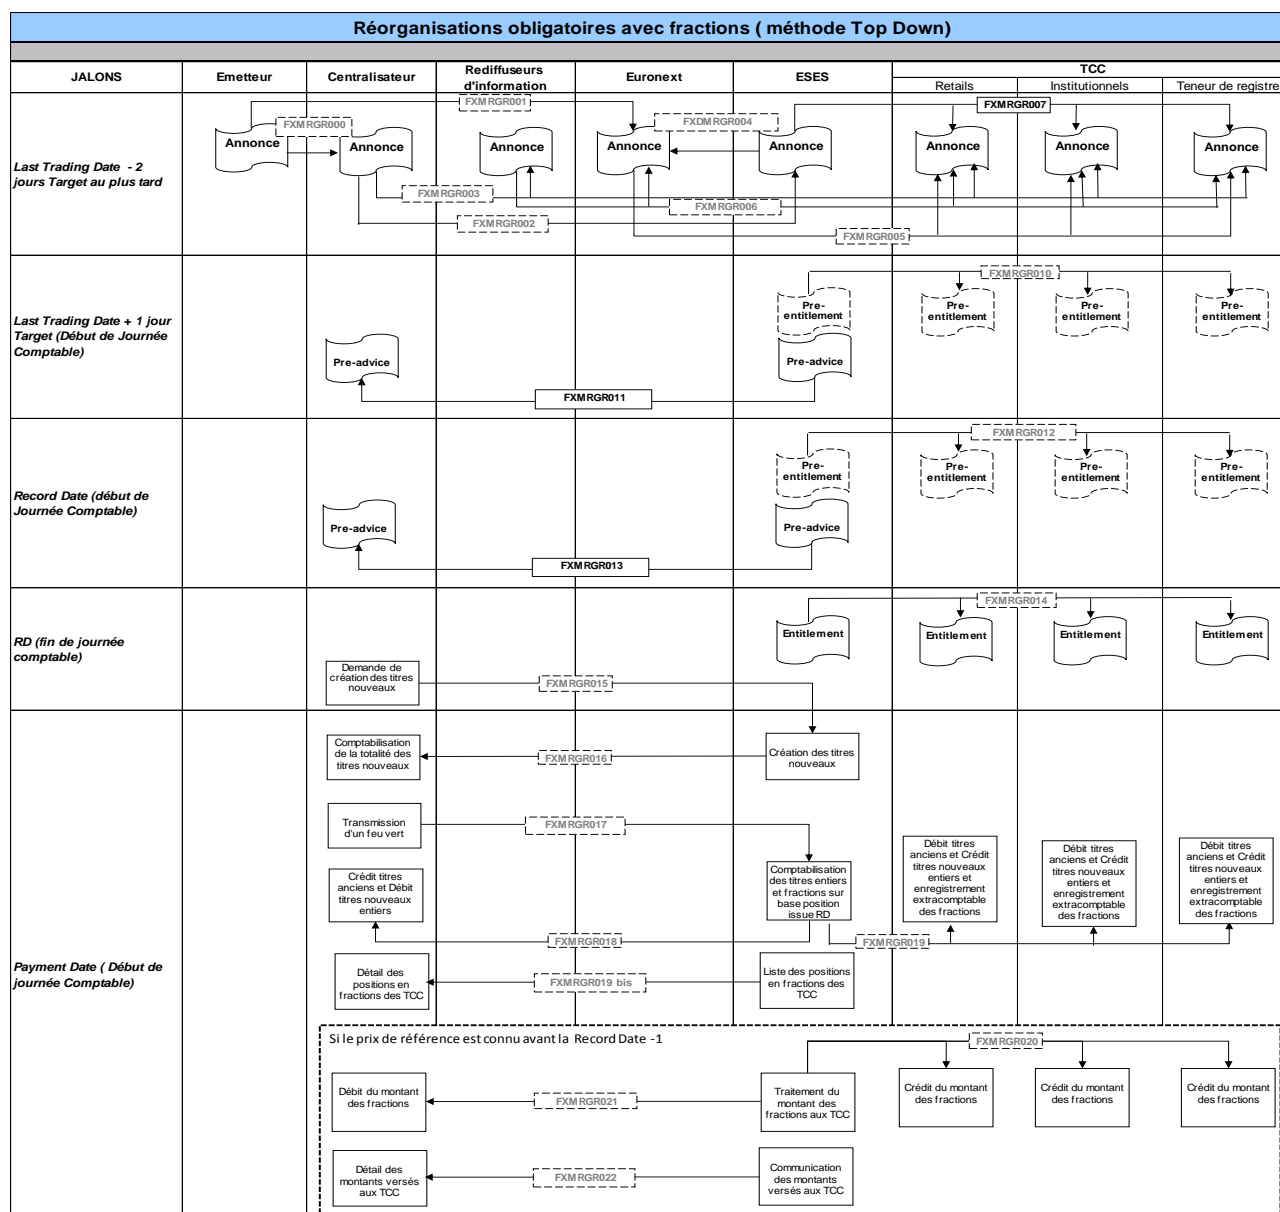 Réorganisations obligatoires avec fractions ( méthode Top Down)
JALONS
Emetteur
Centralisateur
Rediffuseurs
d'information
Euronext
ESES
TCC
Retails
Institutionnels
Teneur de registre
Last Trading Date - 2
jours Target au plus tard
FXMRGR001
FXMRGR007
FXMRGR000
FXDMRGR004
Annonce
Annonce
Annonce
Annonce
Annonce
Annonce
Annonce
Annonce
FXMRGR003
FXMRGR006
FXMRGR002
FXMRGR005
Last Trading Date + 1 jour
Target (Début de Journée
Comptable)
FXMRGR010
Pre-
entitlement
Pre-
entitlement
Pre-
entitlement
Pre-
entitlement
Pre-advice
Pre-advice
FXMRGR011
Record Date (début de
Journée Comptable)
FXMRGR012
Pre-
entitlement
Pre-
entitlement
Pre-
entitlement
Pre-
entitlement
Pre-advice
Pre-advice
FXMRGR013
RD (fin de journée
comptable)
FXMRGR014
Entitlement
Entitlement
Entitlement
Entitlement
Demande de
création des titres
nouveaux
FXMRGR015
Payment Date ( Début de
journée Comptable)
Comptabilisation
de la totalité des
titres nouveaux
FXMRGR016
Création des titres
nouveaux
Transmission
d'un feu vert
FXMRGR017
Crédit titres
anciens et Débit
titres nouveaux
entiers
Comptabilisation
des titres entiers
et fractions sur
base position
issue RD
Débit titres
anciens et Crédit
titres nouveaux
entiers et
enregistrement
extracomptable
des fractions
Débit titres
anciens et Crédit
titres nouveaux
entiers et
enregistrement
extracomptable
des fractions
Débit titres
anciens et Crédit
titres nouveaux
entiers et
enregistrement
extracomptable
des fractions
FXMRGR018
FXMRGR019
Détail des
positions en
fractions des TCC
FXMRGR019 bis
Liste des positions
en fractions des
TCC
Si le prix de référence est connu avant la Record Date -1
FXMRGR020
Débit du montant
des fractions
FXMRGR021
Traitement du
montant des
fractions aux TCC
Crédit du montant
des fractions
Crédit du montant
des fractions
Crédit du montant
des fractions
Détail des
montants versés
aux TCC
FXMRGR022
Communication
des montants
versés aux TCC